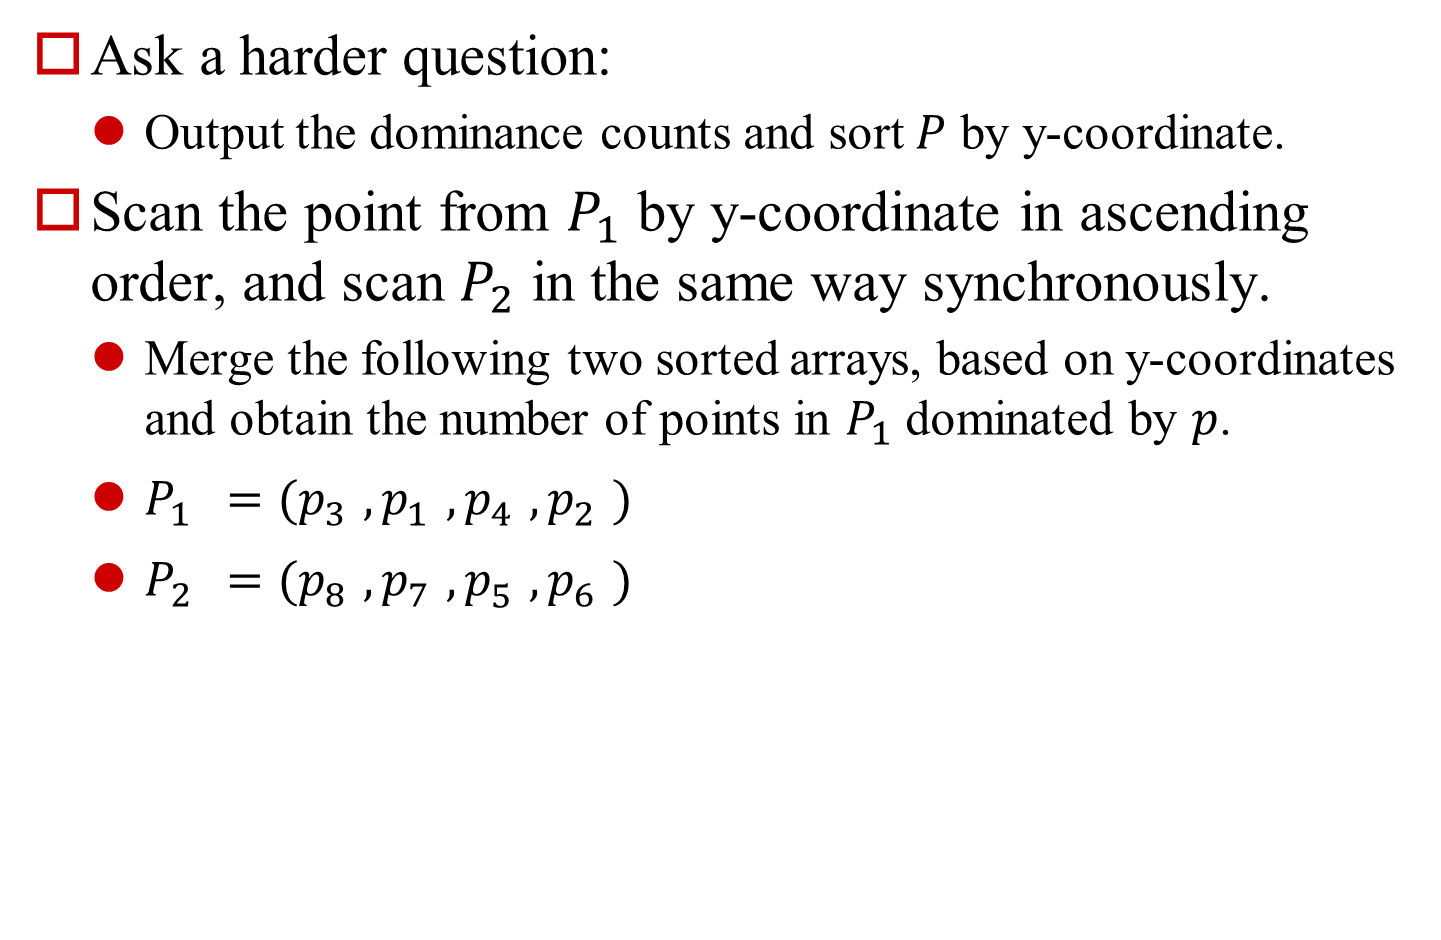 Ask a harder question:
Output the dominance counts and sort P by y-coordinate.
Scan the point from P₁ by y-coordinate in ascending
order, and scan P₂ in the same way synchronously.
Merge the following two sorted arrays, based on y-coordinates
and obtain the number of points in P₁ dominated by p.
P₁ = (p₃ ,p₁ ,p₄ ,p₂ )
P₂ = (p₈ ,p₇ ,p₅ ,p₆ )